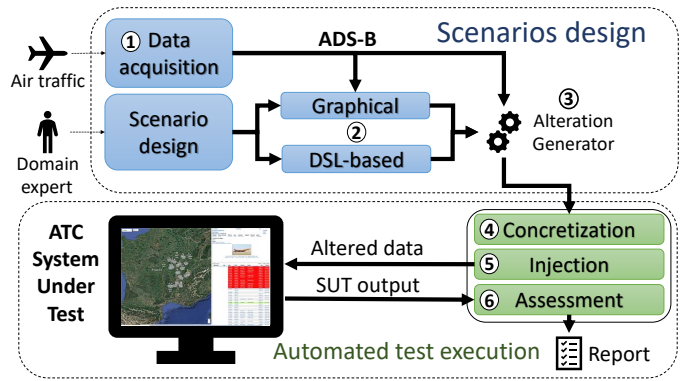 Scenarios design
① Data
acquisition
ADS-B
Air traffic
Scenario
design
Graphical
②
DSL-based
③
Alteration
Generator
Domain
expert
ATC
System
Under
Test
Altered data
SUT output
④ Concretization
⑤ Injection
⑥ Assessment
Automated test execution
Report